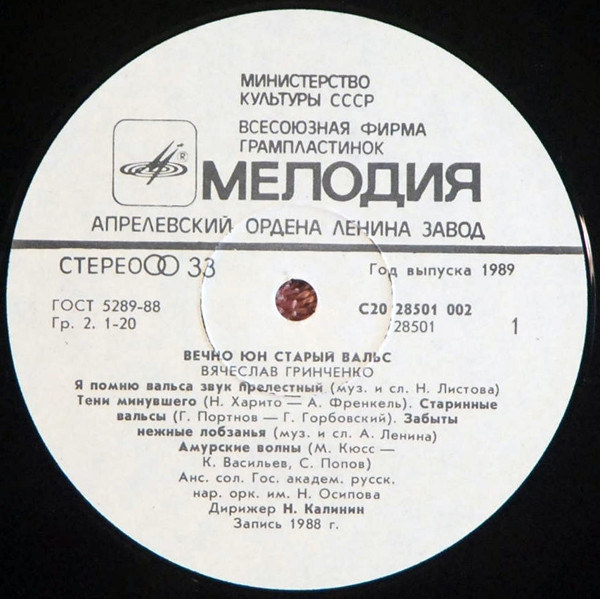 МИНИСТЕРСТВО
КУЛЬТУРЫ СССР
ВСЕСОЮЗНАЯ ФИРМА
ГРАМПЛАСТИНОК
® МЕЛОДИЯ
АПРЕЛЕВСКИЙ ОРДЕНА ЛЕНИНА ЗАВОД
СТЕРЕО 33 Год выпуска 1989
ГОСТ 5289-88 С20 28501 002
Гр. 2. 1-20 28501 1
ВЕЧНО ЮН СТАРЫЙ ВАЛЬС
ВЯЧЕСЛАВ ГРИНЧЕНКО
Я помню вальса звук прелестный (муз. и сл. Н. Листова)
Тени минувшего (Н. Харито — А. Френкель). Старинные
вальсы (Г. Портнов — Г. Горбовский). Забыты
нежные лобзанья (муз. и сл. А. Ленина)
Амурские волны (М. Кюсс —
К. Васильев, С. Попов)
Анс. сол. Гос. академ. русск.
нар. орк. им. Н. Осипова
Дирижер Н. Калинин
Запись 1988 г.